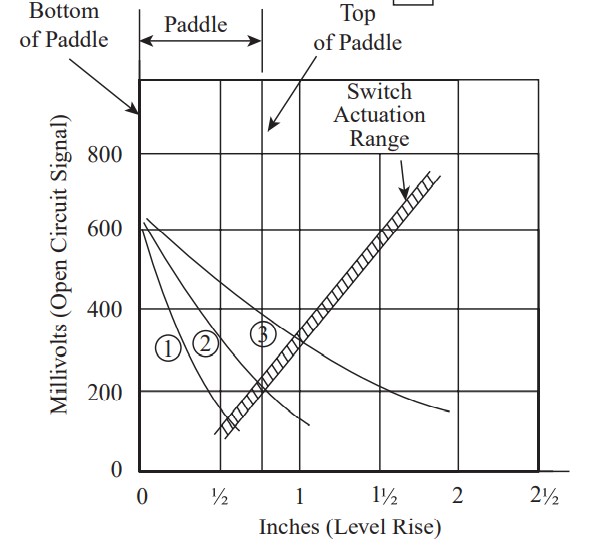 Bottom
of Paddle
Paddle
Top
of Paddle
Switch
Actuation
Range
Millivolts (Open Circuit Signal)
800
600
400
200
0
1
2
3
0
½
1
1½
2
2½
Inches (Level Rise)